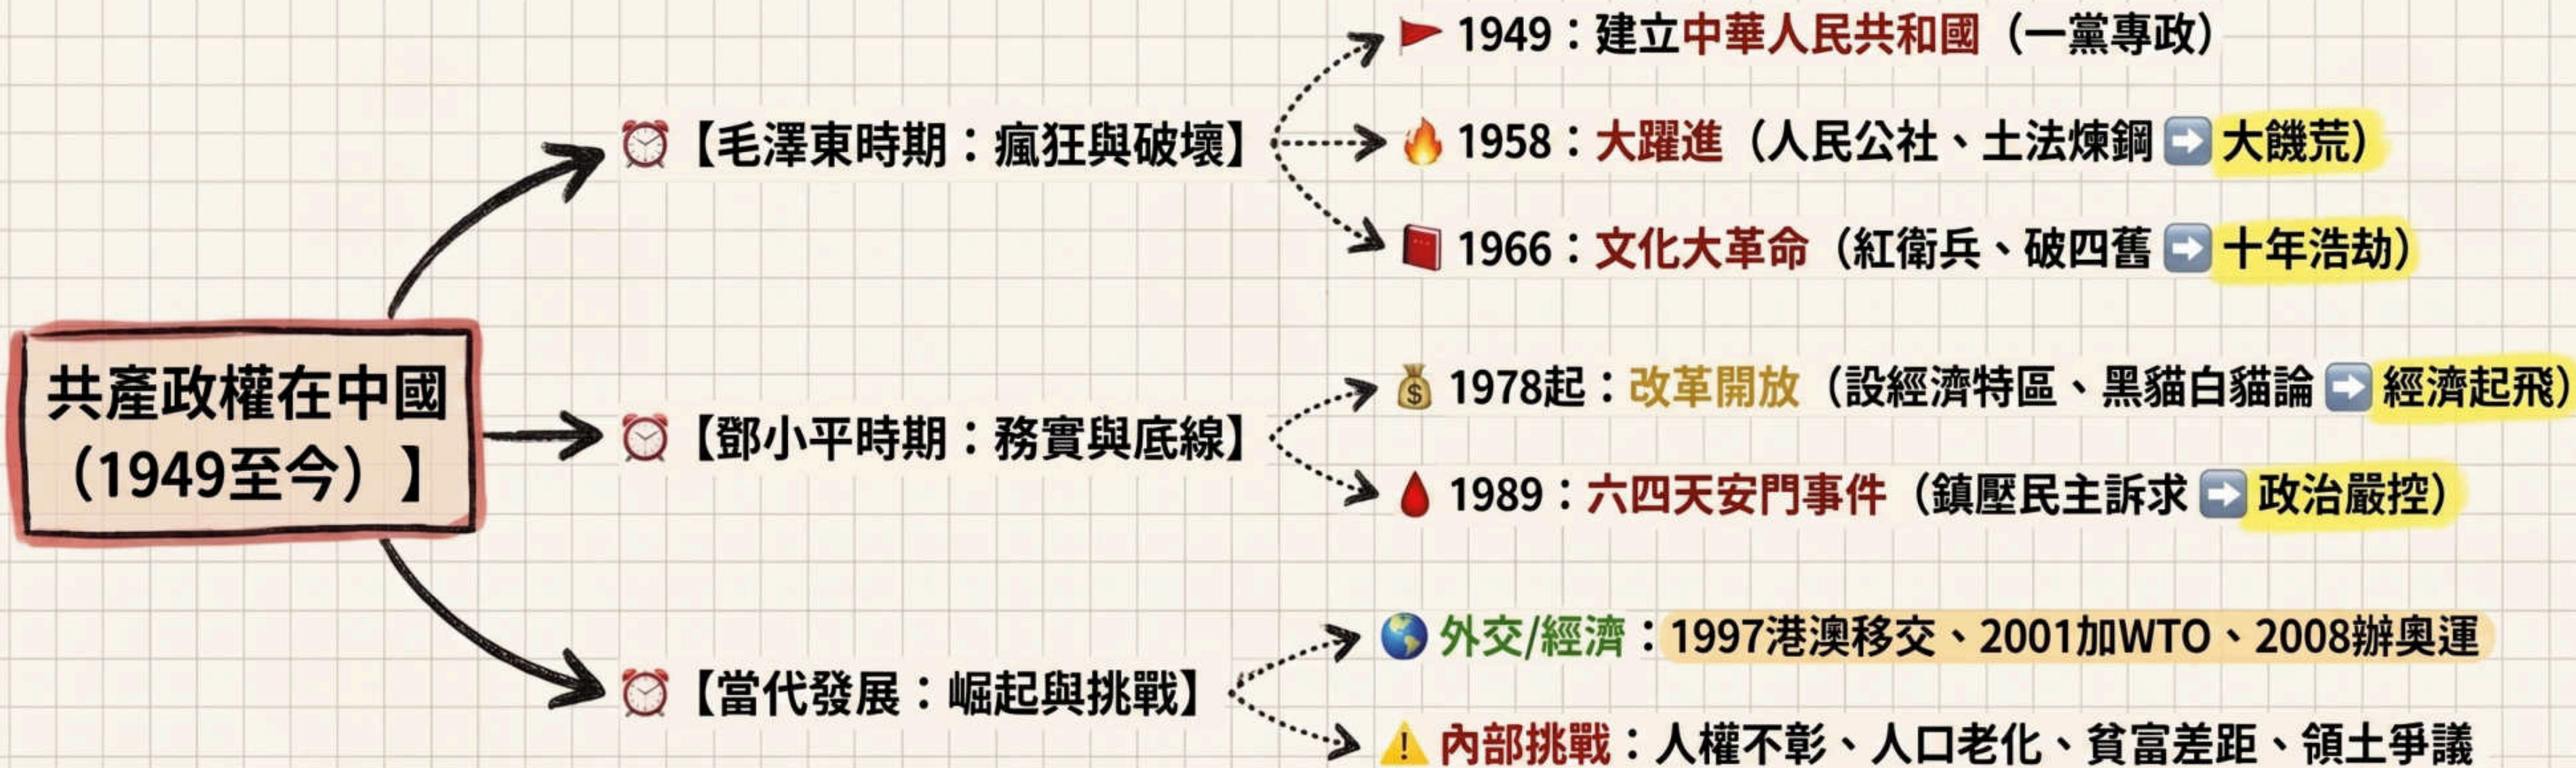 共產政權在中國
（1949至今）】
⏰【毛澤東時期：瘋狂與破壞】
🚩 1949：建立中華人民共和國（一黨專政）
🔥 1958：大躍進（人民公社、土法煉鋼 ➡️ 大饑荒）
📕 1966：文化大革命（紅衛兵、破四舊 ➡️ 十年浩劫）
⏰【鄧小平時期：務實與底線】
💰 1978起：改革開放（設經濟特區、黑貓白貓論 ➡️ 經濟起飛）
🩸 1989：六四天安門事件（鎮壓民主訴求 ➡️ 政治嚴控）
⏰【當代發展：崛起與挑戰】
🌎 外交/經濟：1997港澳移交、2001加WTO、2008辦奧運
⚠️ 內部挑戰：人權不彰、人口老化、貧富差距、領土爭議